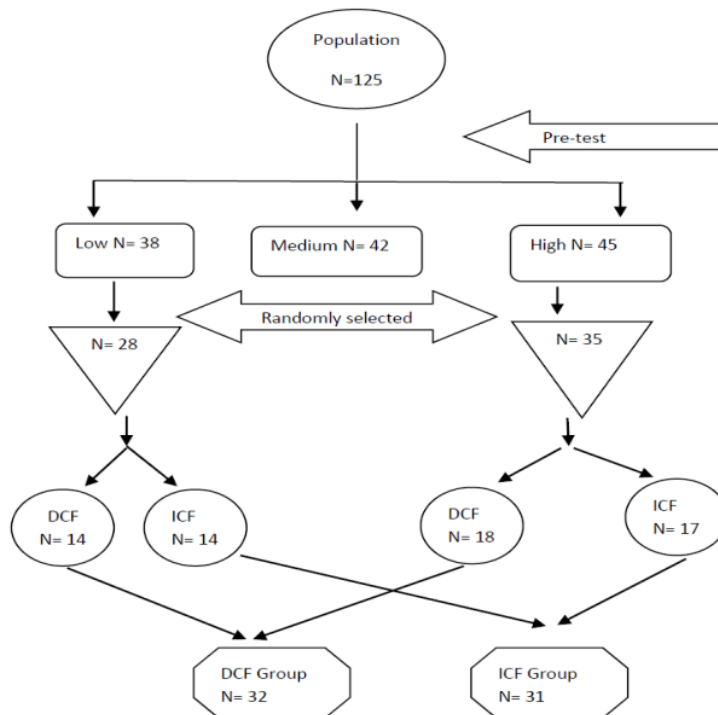 Population
N=125
Pre-test
Low N= 38
Medium N= 42
High N= 45
Randomly selected
N= 28
N= 35
DCF
N= 14
ICF
N= 14
DCF
N= 18
ICF
N= 17
DCF Group
N= 32
ICF Group
N= 31